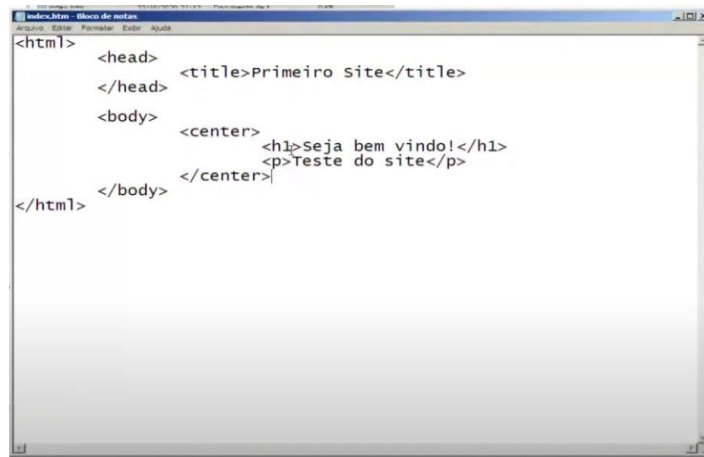 index.htm - Bloco de notas
Arquivo Editar Formatar Exibir Ajuda
<html>
<head>
<title>Primeiro Site</title>
</head>
<body>
<center>
<h1>Seja bem vindo!</h1>
<p>Teste do site</p>
</center>
</body>
</html>